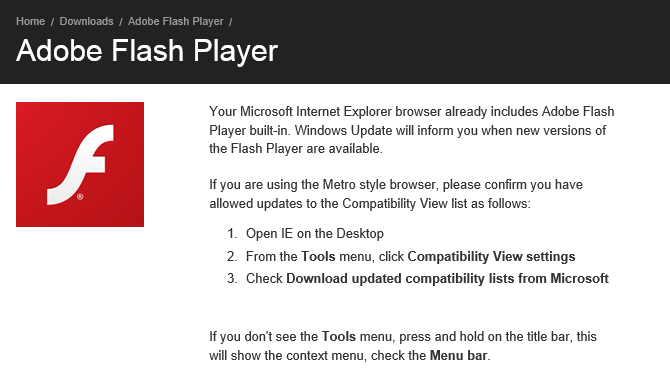 Home / Downloads / Adobe Flash Player /
Adobe Flash Player
Your Microsoft Internet Explorer browser already includes Adobe Flash
Player built-in. Windows Update will inform you when new versions of
the Flash Player are available.
If you are using the Metro style browser, please confirm you have
allowed updates to the Compatibility View list as follows:
1. Open IE on the Desktop
2. From the Tools menu, click Compatibility View settings
3. Check Download updated compatibility lists from Microsoft
If you don't see the Tools menu, press and hold on the title bar, this
will show the context menu, check the Menu bar.